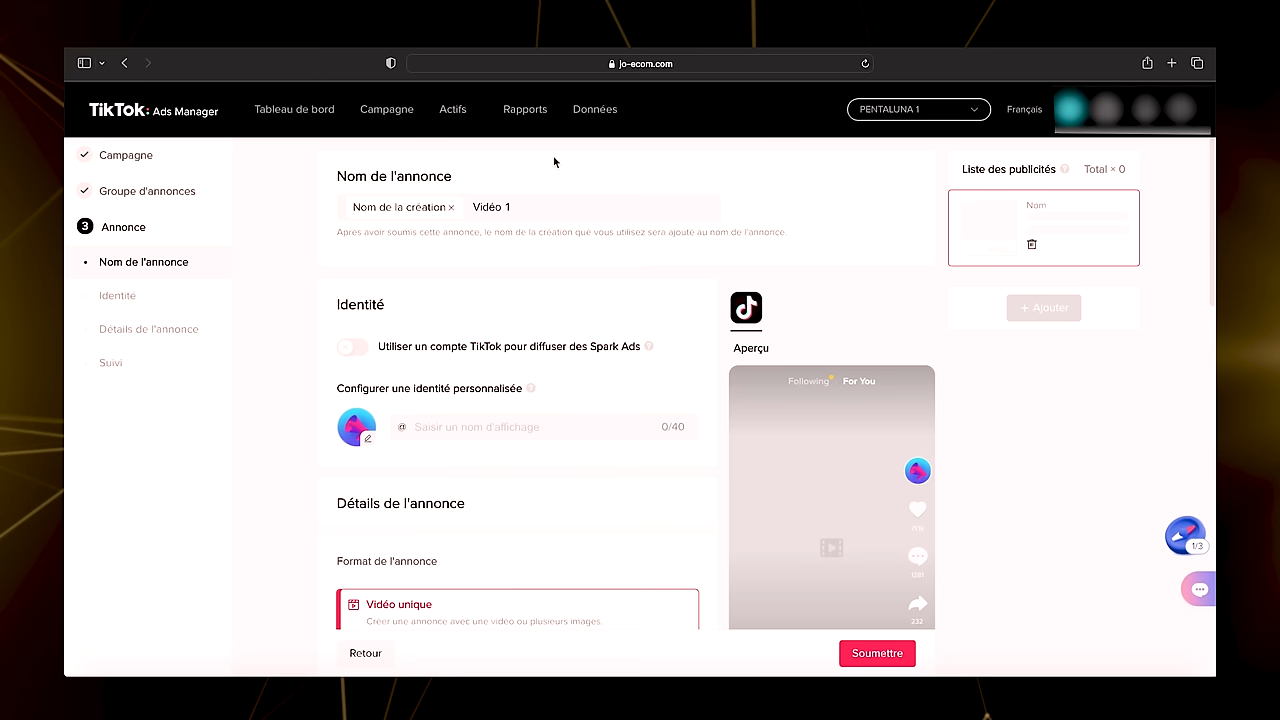 jo-ecom.com
TikTok: Ads Manager
Tableau de bord
Campagne
Actifs
Rapports
Données
PENTALUNA 1
Français
Campagne
Groupe d'annonces
3 Annonce
Nom de l'annonce
Identité
Détails de l'annonce
Suivi
Nom de l'annonce
Nom de la création × Vidéo 1
Après avoir soumis cette annonce, le nom de la création que vous utilisez sera ajouté au nom de l'annonce.
Identité
Utiliser un compte TikTok pour diffuser des Spark Ads ?
Configurer une identité personnalisée ?
@ Saisir un nom d'affichage 0/40
Détails de l'annonce
Format de l'annonce
Vidéo unique
Créer une annonce avec une vidéo ou plusieurs images.
Retour
Soumettre
Aperçu
Following For You
1281
232
Liste des publicités ? Total × 0
Nom
+ Ajouter
1/3